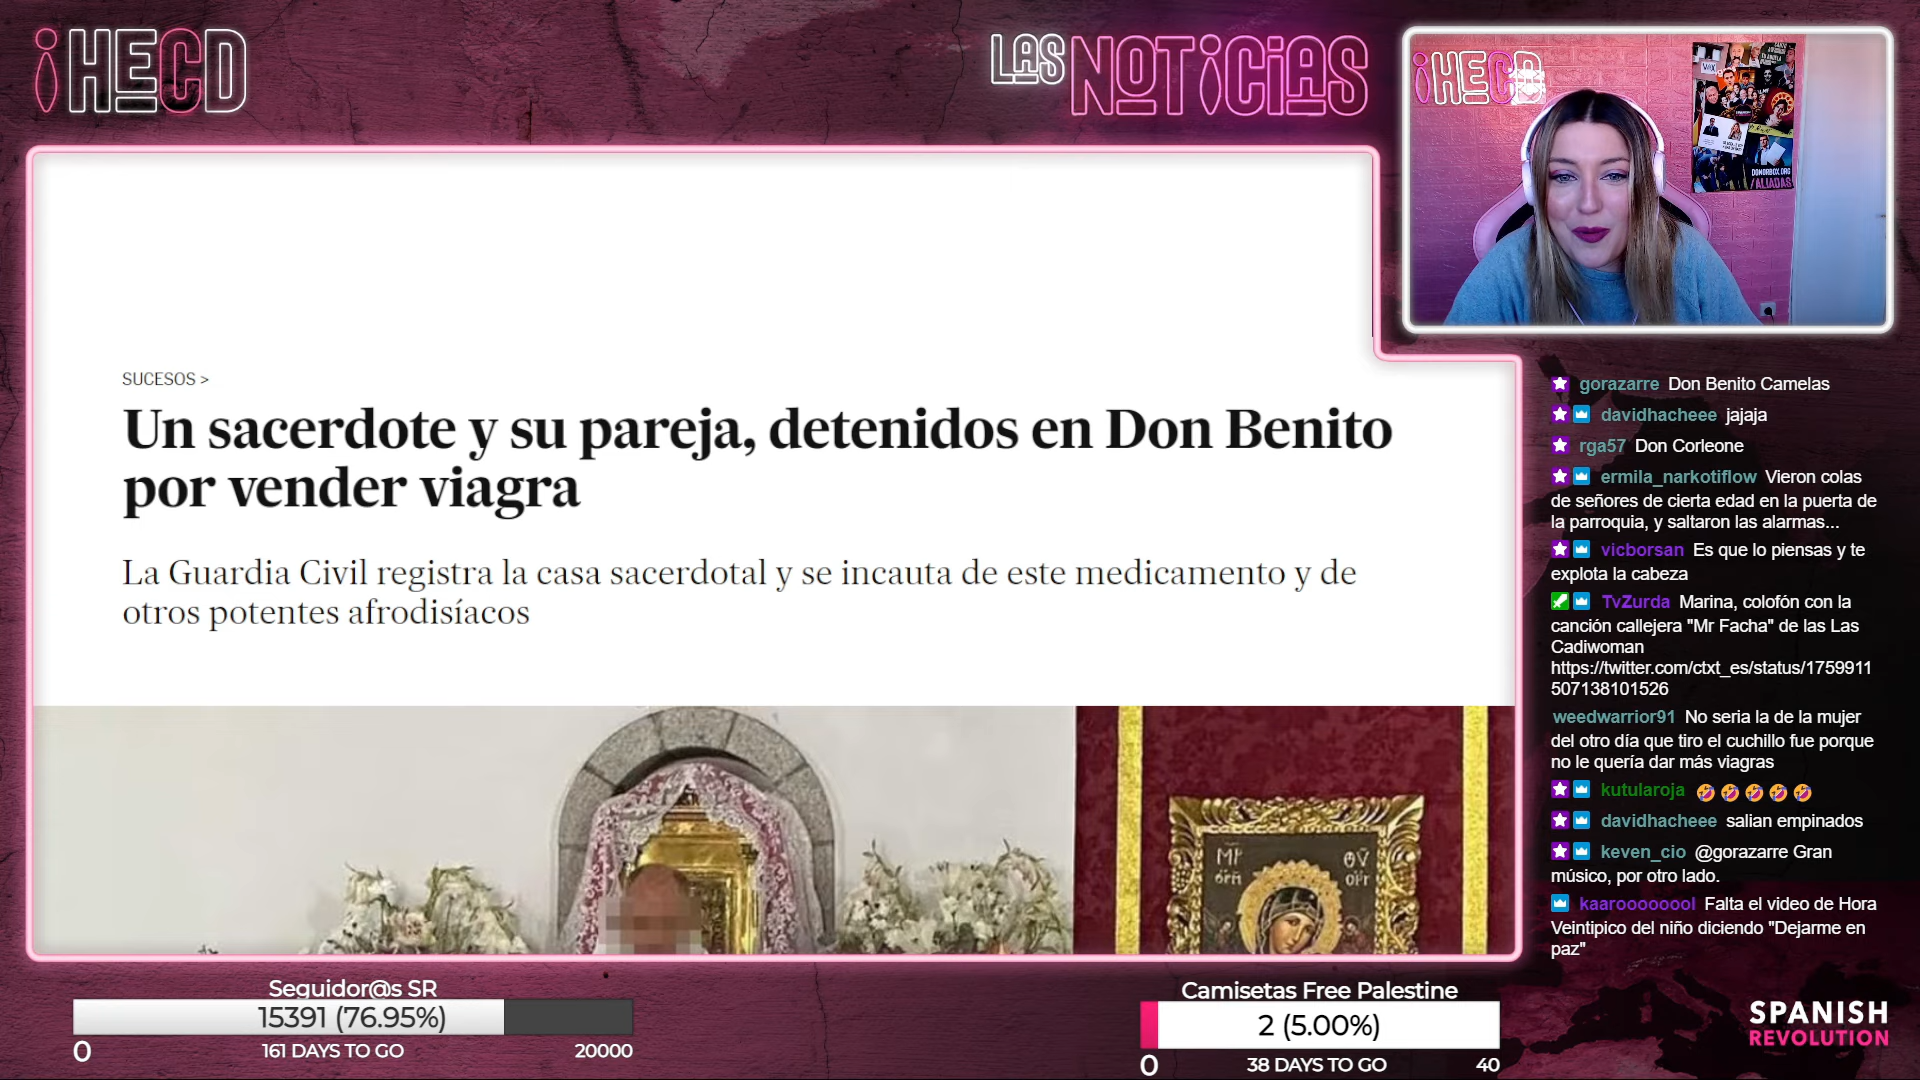 ¡HECD
LAS NOTICIAS
¡HECD
VOX
DONORBOX.ORG
/ALIADAS
SUCESOS >
Un sacerdote y su pareja, detenidos en Don Benito
por vender viagra
La Guardia Civil registra la casa sacerdotal y se incauta de este medicamento y de
otros potentes afrodisíacos
gorazarre Don Benito Camelas
davidhacheee jajaja
rga57 Don Corleone
ermila_narkotiflow Vieron colas
de señores de cierta edad en la puerta de
la parroquia, y saltaron las alarmas...
vicborsan Es que lo piensas y te
explota la cabeza
TvZurda Marina, colofón con la
canción callejera "Mr Facha" de las Las
Cadiwoman
https://twitter.com/ctxt_es/status/1759911
507138101526
weedwarrior91 No seria la de la mujer
del otro día que tiro el cuchillo fue porque
no le quería dar más viagras
kutularoja 🤣🤣🤣🤣🤣
davidhacheee salian empinados
keven_cio @gorazarre Gran
músico, por otro lado.
kaaroooooool Falta el video de Hora
Veintipico del niño diciendo "Dejarme en
paz"
Seguidor@s SR
15391 (76.95%)
0 161 DAYS TO GO 20000
Camisetas Free Palestine
2 (5.00%)
0 38 DAYS TO GO 40
SPANISH
REVOLUTION